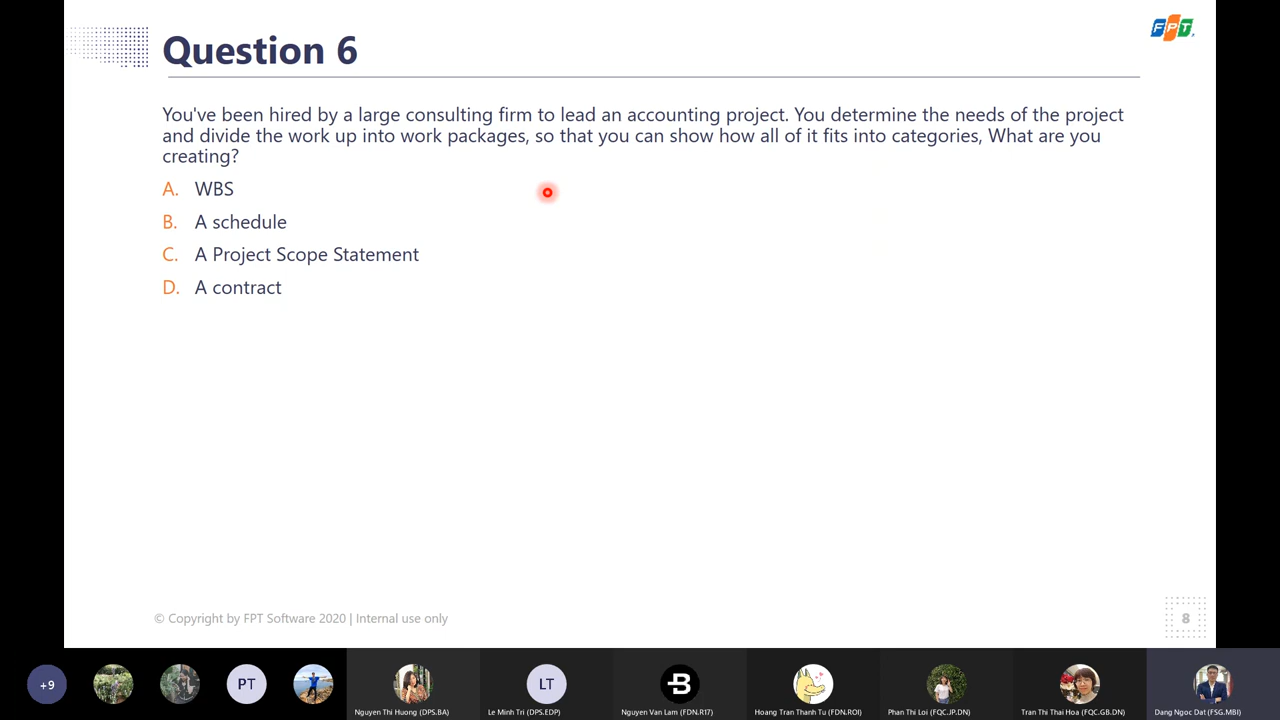 FPT
Question 6
You've been hired by a large consulting firm to lead an accounting project. You determine the needs of the project
and divide the work up into work packages, so that you can show how all of it fits into categories, What are you
creating?
A. WBS
B. A schedule
C. A Project Scope Statement
D. A contract
© Copyright by FPT Software 2020 | Internal use only
8
+9
PT
LT
B
Nguyen Thi Huong (DPS.BA)
Le Minh Tri (DPS.EDP)
Nguyen Van Lam (FDN.R17)
Hoang Tran Thanh Tu (FDN.ROI)
Phan Thi Loi (FQC.JP.DN)
Tran Thi Thai Hoa (FQC.GB.DN)
Dang Ngoc Dat (FSG.MBI)